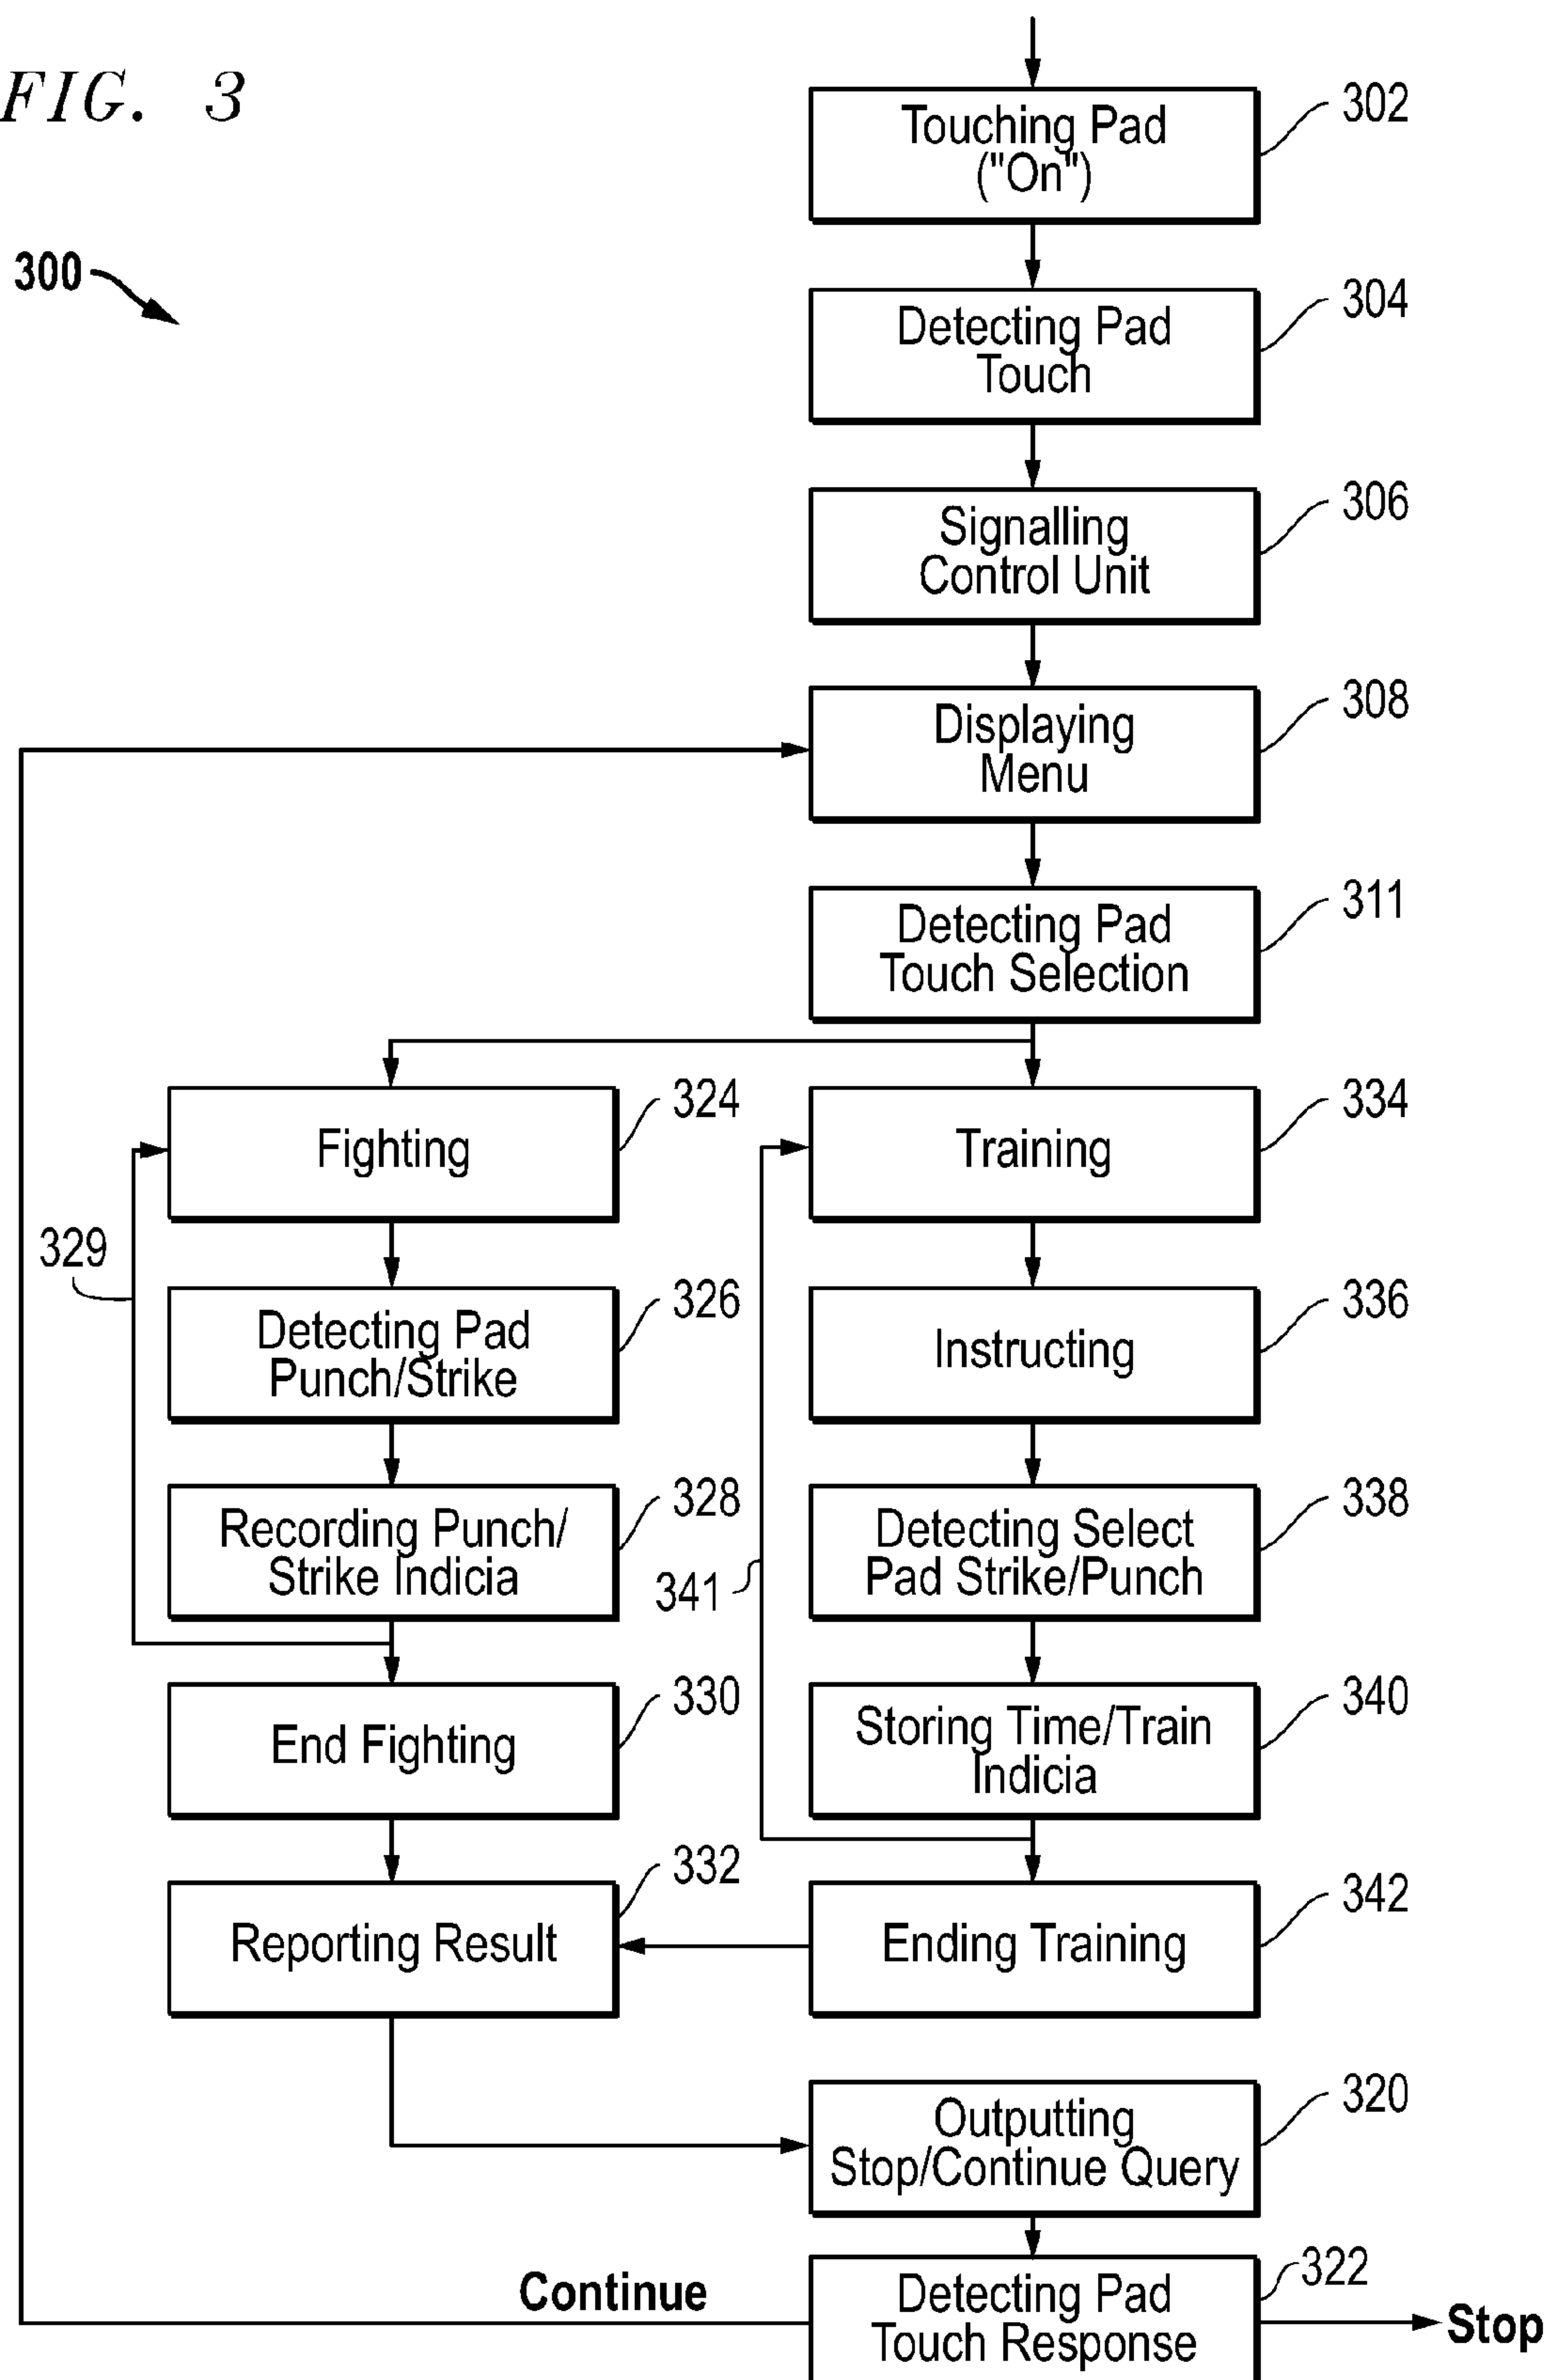 FIG. 3
300
Touching Pad
("On")
302
Detecting Pad
Touch
304
Signalling
Control Unit
306
Displaying
Menu
308
Detecting Pad
Touch Selection
311
Fighting
324
Training
334
329
Detecting Pad
Punch/Strike
326
Instructing
336
Recording Punch/
Strike Indicia
328
341
Detecting Select
Pad Strike/Punch
338
End Fighting
330
Storing Time/Train
Indicia
340
Reporting Result
332
Ending Training
342
Outputting
Stop/Continue Query
320
Continue
Detecting Pad
Touch Response
322
Stop